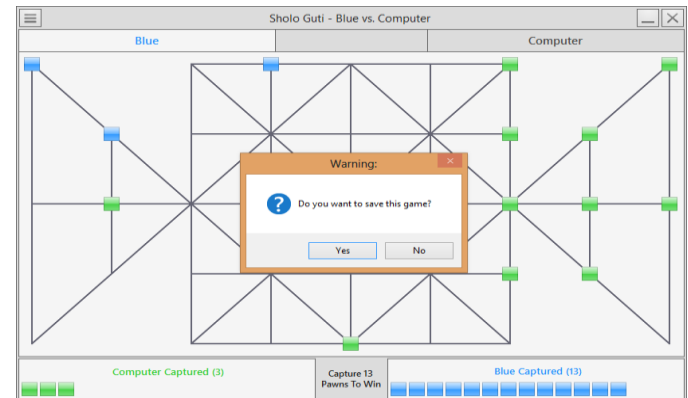 Sholo Guti - Blue vs. Computer
Blue
Computer
Warning:
Do you want to save this game?
Yes
No
Computer Captured (3)
Capture 13
Pawns To Win
Blue Captured (13)